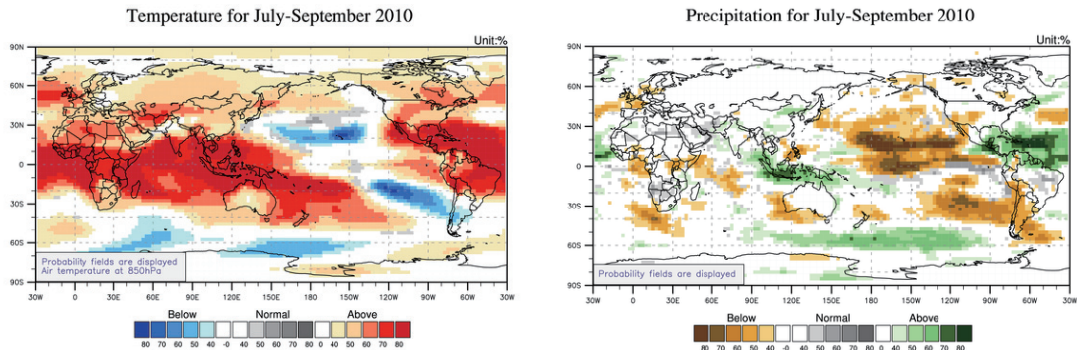 Temperature for July-September 2010
Unit:%
90N
60N
30N
0
30S
60S
90S
Probability fields are displayed
Air temperature at 850hPa
30W 0 30E 60E 90E 120E 150E 180 150W 120W 90W 60W 30W
Below Normal Above
80 70 60 50 40 -0 40 50 60 70 80 0 40 50 60 70 80
Precipitation for July-September 2010
Unit:%
90N
60N
30N
0
30S
60S
90S
Probability fields are displayed
30W 0 30E 60E 90E 120E 150E 180 150W 120W 90W 60W 30W
Below Normal Above
80 70 60 50 40 -0 40 50 60 70 80 0 40 50 60 70 80